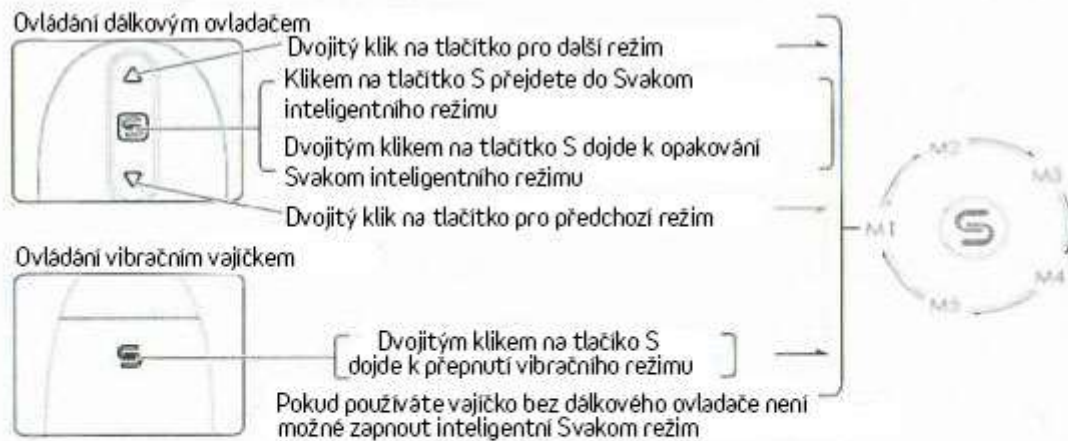 Ovládání dálkovým ovladačem
Dvojitý klik na tlačítko pro další režim
Klikem na tlačítko S přejdete do Svakom
inteligentního režimu
Dvojitým klikem na tlačítko S dojde k opakování
Svakom inteligentního režimu
Dvojitý klik na tlačítko pro předchozí režim
M2
M3
M1
M4
M5
Ovládání vibračním vajíčkem
Dvojitým klikem na tlačíko S
dojde k přepnutí vibračního režimu
Pokud používáte vajíčko bez dálkového ovladače není
možné zapnout inteligentní Svakom režim